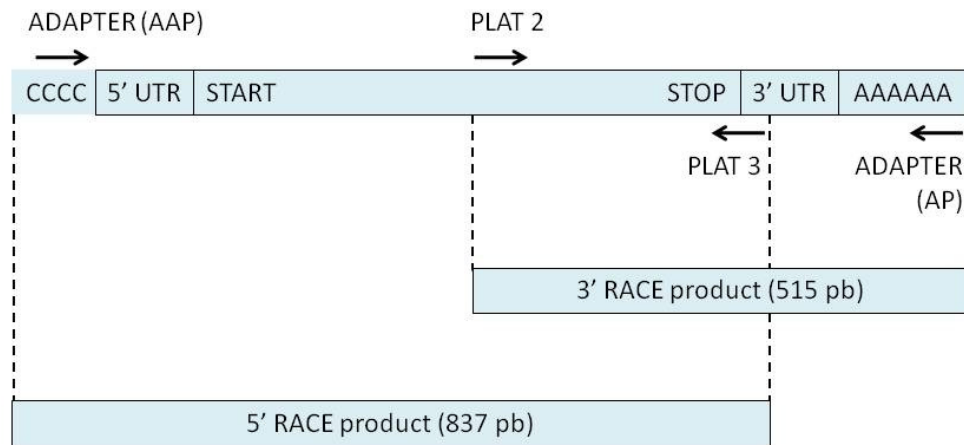 ADAPTER (AAP)
PLAT 2
CCCC
5’ UTR
START
STOP
3’ UTR
AAAAAA
PLAT 3
ADAPTER
(AP)
3’ RACE product (515 pb)
5’ RACE product (837 pb)